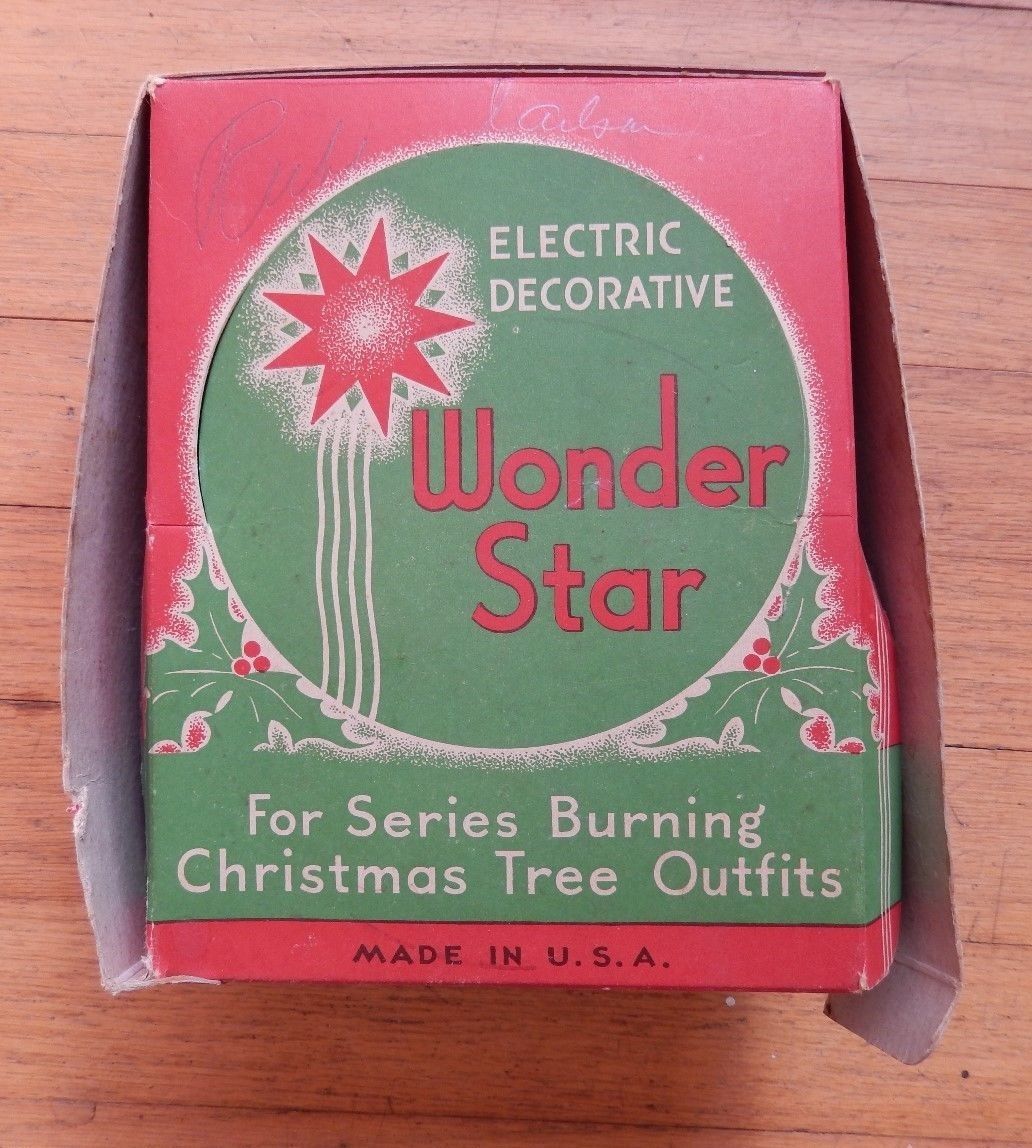 ELECTRIC
DECORATIVE
Wonder
Star
For Series Burning
Christmas Tree Outfits
MADE IN U.S.A.